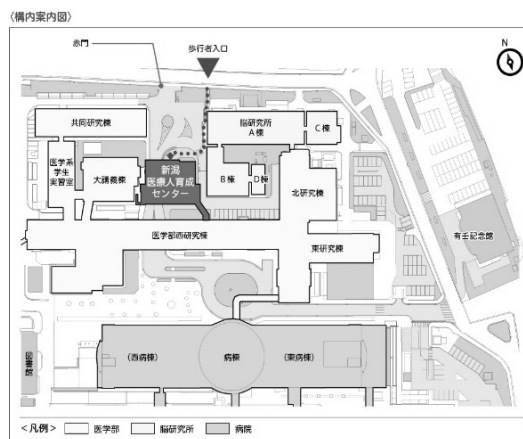 〈構内案内図〉
赤門
歩行者入口
N
共同研究棟
脳研究所
A棟
C棟
医学系
学生
実習室
大講義棟
新潟
医療人育成
センター
B棟
D棟
北研究棟
医学部西研究棟
東研究棟
有壬記念館
(西病棟)
病棟
(東病棟)
図書館
<凡例>
医学部
脳研究所
病院